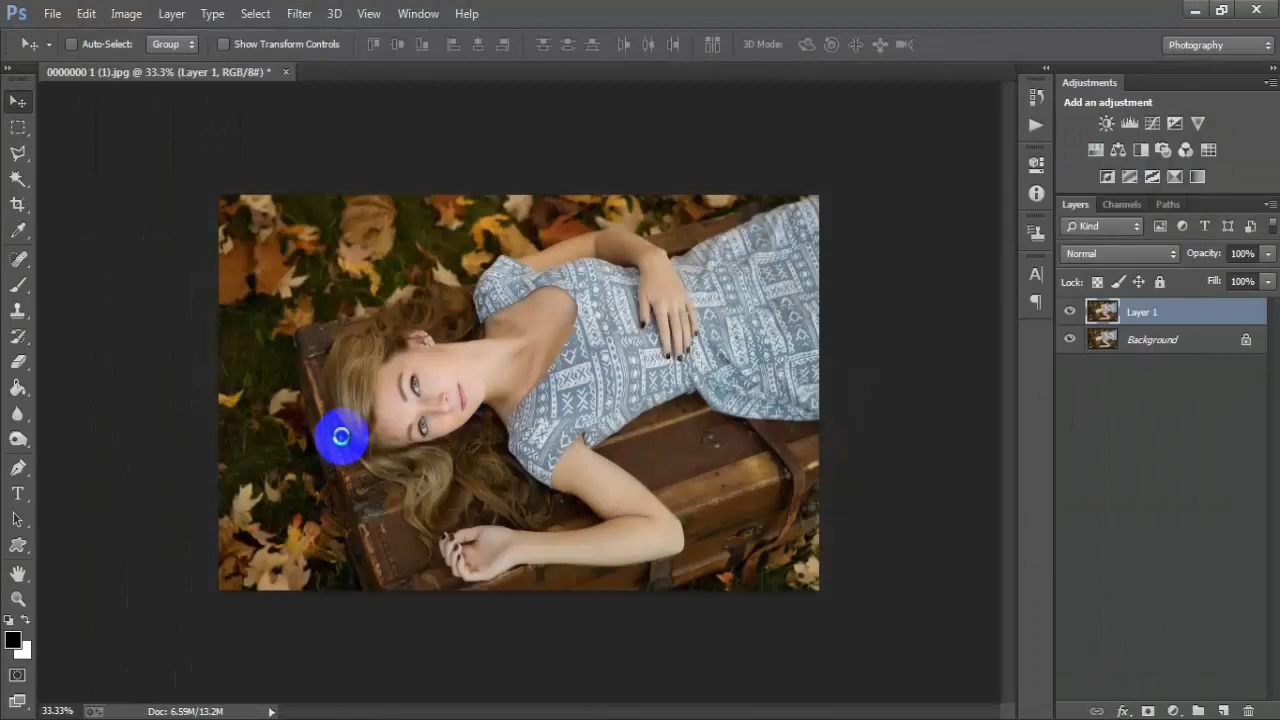 Ps File Edit Image Layer Type Select Filter 3D View Window Help
Auto-Select: Group Show Transform Controls 3D Mode: Photography
0000000 1 (1).jpg @ 33.3% (Layer 1, RGB/8#) * ×
Adjustments
Add an adjustment
Layers Channels Paths
Kind
Normal Opacity: 100%
Lock: Fill: 100%
Layer 1
Background
33.33% Doc: 6.59M/13.2M